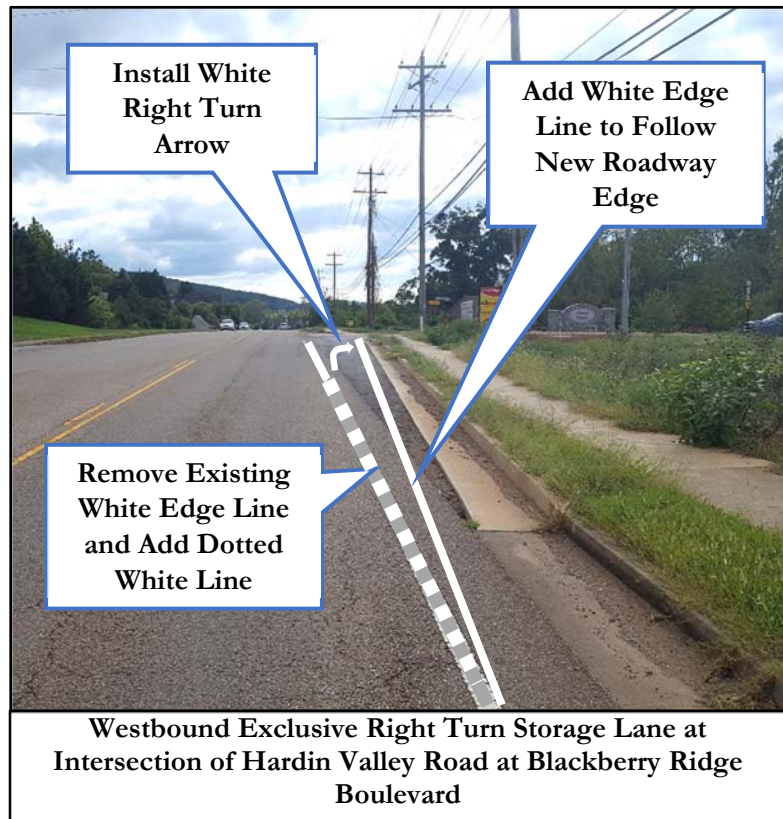 Install White
Right Turn
Arrow
Add White Edge
Line to Follow
New Roadway
Edge
Remove Existing
White Edge Line
and Add Dotted
White Line
Westbound Exclusive Right Turn Storage Lane at
Intersection of Hardin Valley Road at Blackberry Ridge
Boulevard